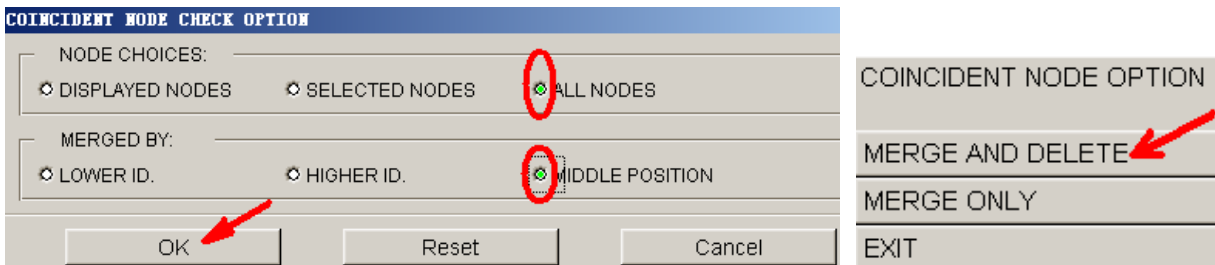 COINCIDENT NODE CHECK OPTION
NODE CHOICES:
DISPLAYED NODES SELECTED NODES ALL NODES
MERGED BY:
LOWER ID. HIGHER ID. MIDDLE POSITION
OK Reset Cancel
COINCIDENT NODE OPTION
MERGE AND DELETE
MERGE ONLY
EXIT